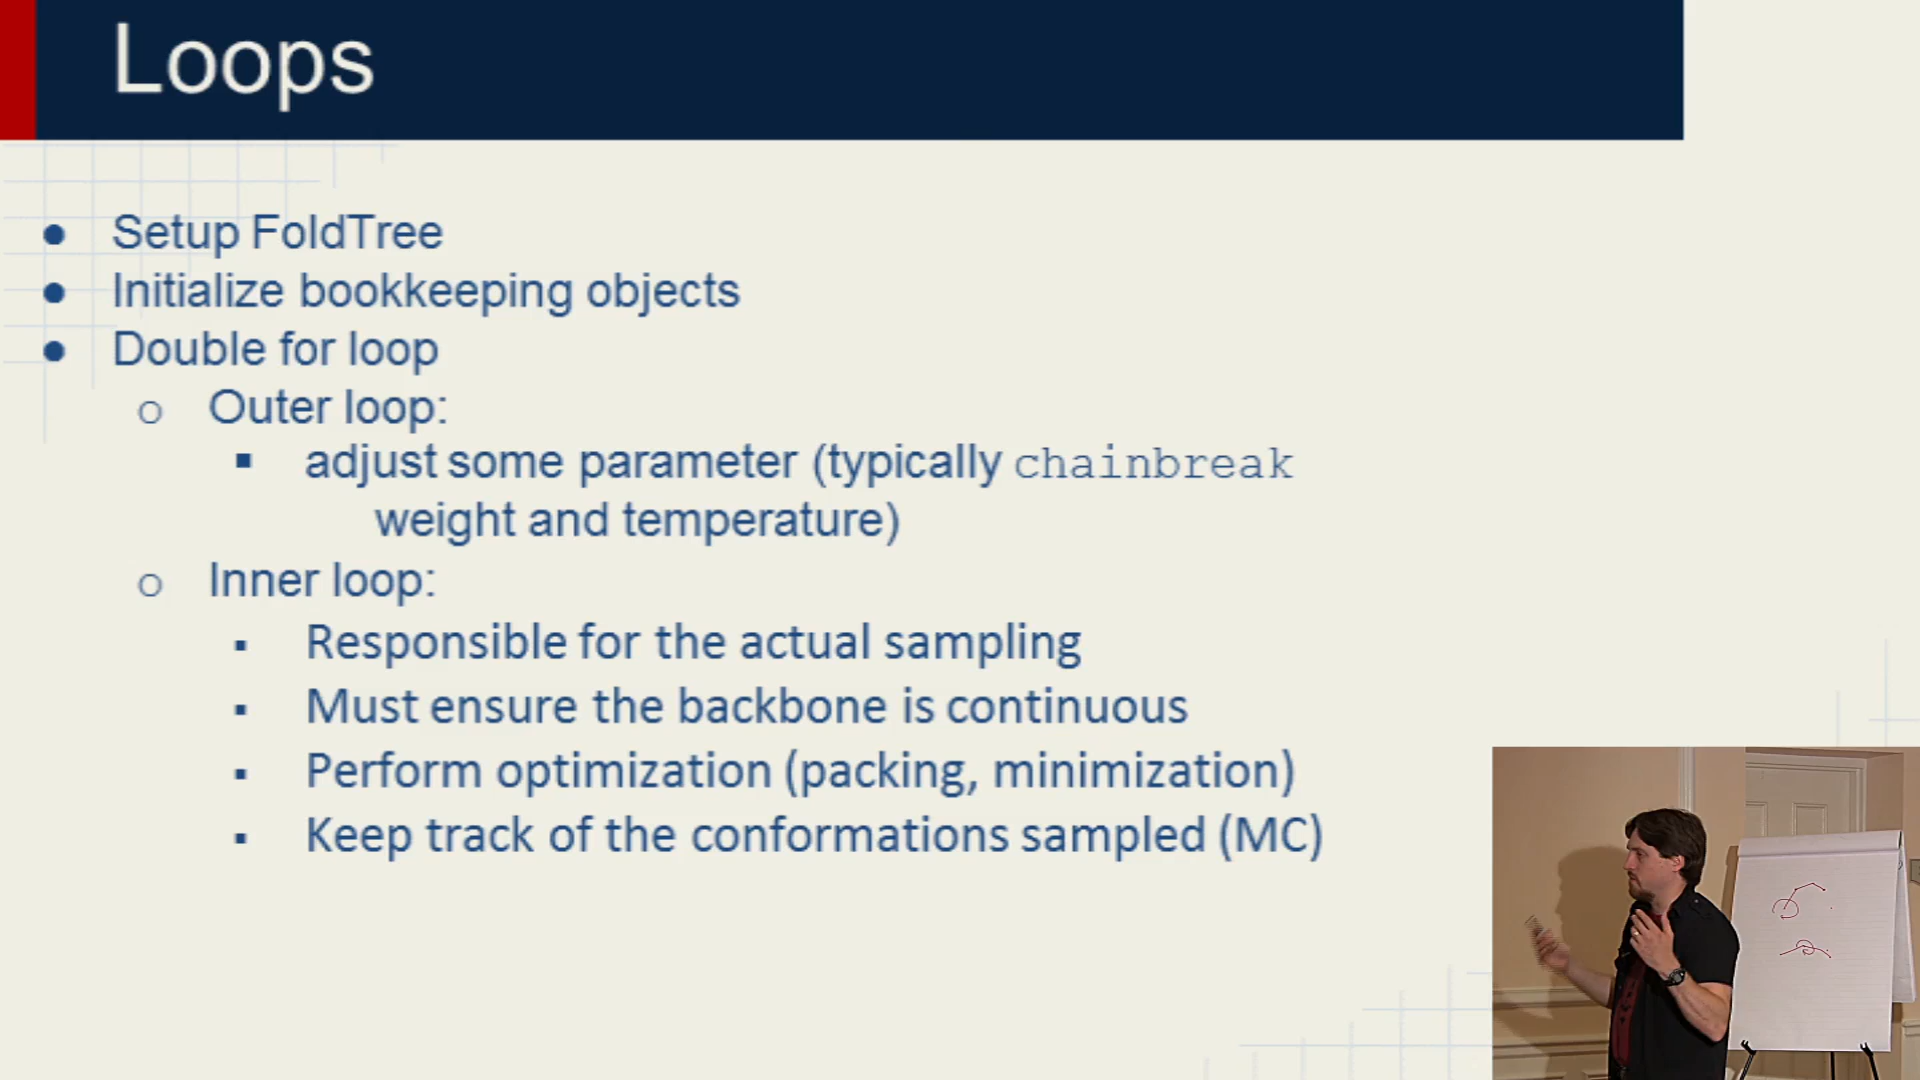 Loops
● Setup FoldTree
● Initialize bookkeeping objects
● Double for loop
○ Outer loop:
▪ adjust some parameter (typically chainbreak
weight and temperature)
○ Inner loop:
▪ Responsible for the actual sampling
▪ Must ensure the backbone is continuous
▪ Perform optimization (packing, minimization)
▪ Keep track of the conformations sampled (MC)